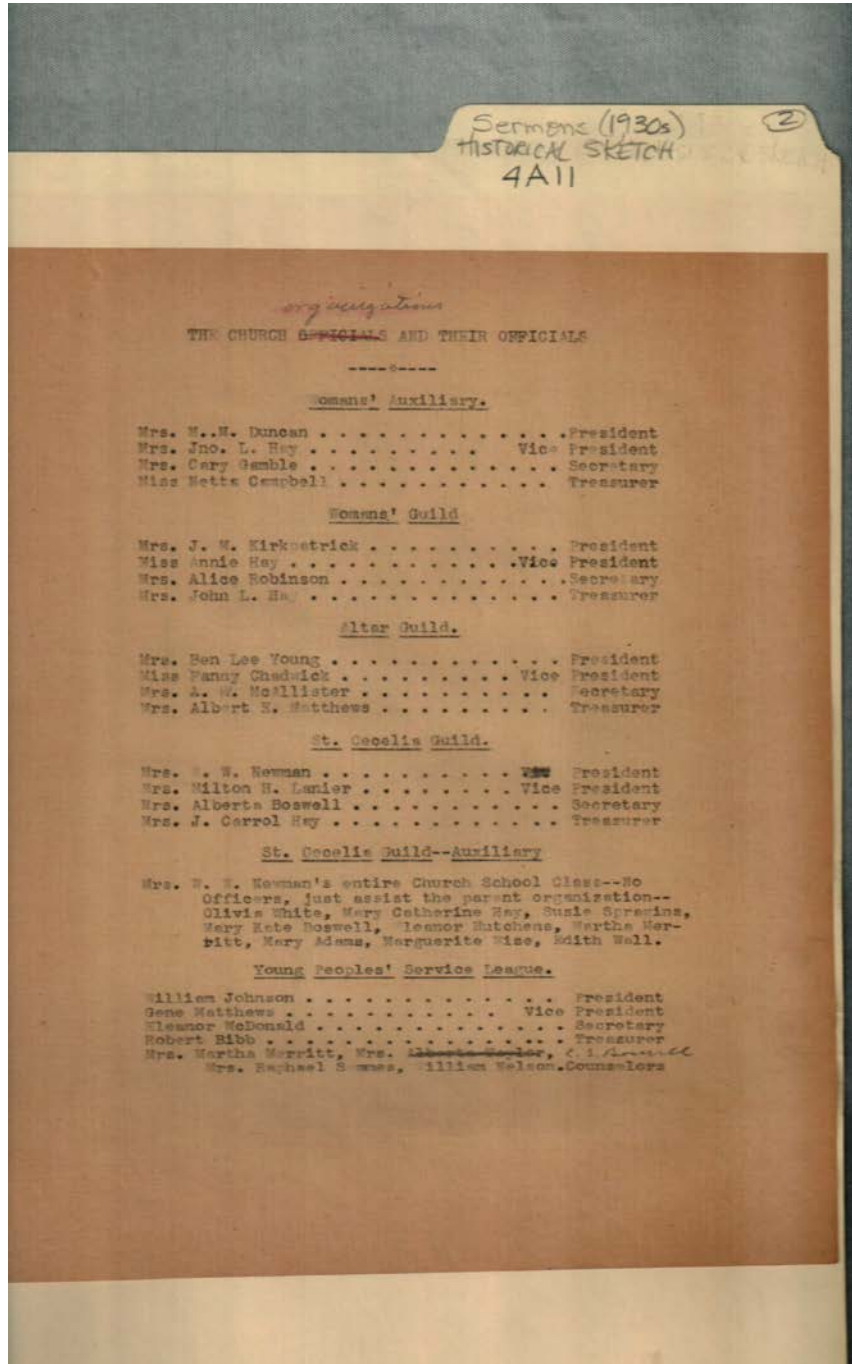 Sermons (1930s) 2
HISTORICAL SKETCH
4A11
organizations
THE CHURCH OFFICIALS AND THEIR OFFICIALS
----o----
Womans' Auxiliary.
Mrs. M..M. Duncan . . . . . . . . . . . . . .President
Mrs. Jno. L. Hay . . . . . . . . . Vice President
Mrs. Cary Gamble . . . . . . . . . . . . . Secretary
Miss Netta Campbell . . . . . . . . . . . Treasurer
Womans' Guild
Mrs. J. M. Kirkpatrick . . . . . . . . . . President
Miss Annie Hay . . . . . . . . . . . .Vice President
Mrs. Alice Robinson . . . . . . . . . . . .Secretary
Mrs. John L. Hay . . . . . . . . . . . . . Treasurer
Altar Guild.
Mrs. Ben Lee Young . . . . . . . . . . . . President
Miss Fanny Chadwick . . . . . . . . . Vice President
Mrs. A. W. McAllister . . . . . . . . . . Secretary
Mrs. Albert H. Matthews . . . . . . . . . Treasurer
St. Cecelia Guild.
Mrs. W. Newman . . . . . . . . . . President
Mrs. Milton H. Lanier . . . . . . . . Vice President
Mrs. Alberta Boswell . . . . . . . . . . . Secretary
Mrs. J. Carrol Hay . . . . . . . . . . . . Treasurer
St. Cecelia Guild--Auxiliary
Mrs. W. W. Newman's entire Church School Class--No
Officers, just assist the parent organization--
Olivia White, Mary Catherine Hay, Susie Spragins,
Mary Kate Boswell, Eleanor Hutchens, Martha Mer-
ritt, Mary Adams, Marguerite Wise, Edith Wall.
Young Peoples' Service League.
William Johnson . . . . . . . . . . . . . President
Gene Matthews . . . . . . . . . . . Vice President
Eleanor McDonald . . . . . . . . . . . . . Secretary
Robert Bibb . . . . . . . . . . . . . . .. Treasurer
Mrs. Martha Merritt, Mrs. Alberta Taylor,
Mrs. Raphael Semmes, William Nelson.Counselors